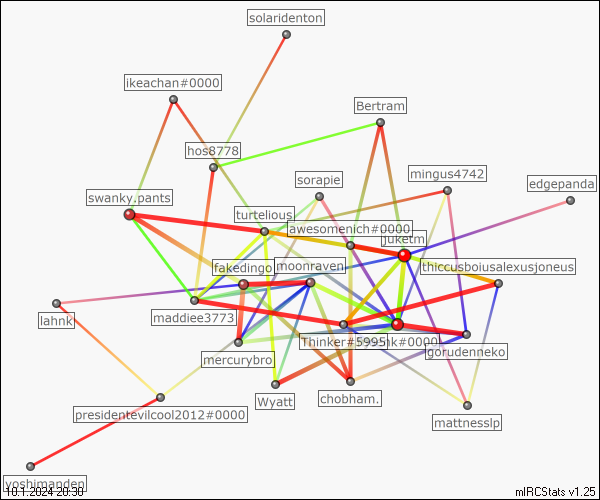 solaridenton
ikeachan#0000
Bertram
hos8778
mingus4742
sorapie
edgepanda
swanky.pants
turtelious
awesomenich#0000
juketm
thiccusboiusalexusjoneus
fakedingo
moonraven
lahnk
maddiee3773
Thinker#5995
nk#0000
gorudenneko
mercurybro
Wyatt
chobham.
presidentevilcool2012#0000
mattnesslp
yoshimanden
10.1.2024 20:30
mIRCStats v1.25